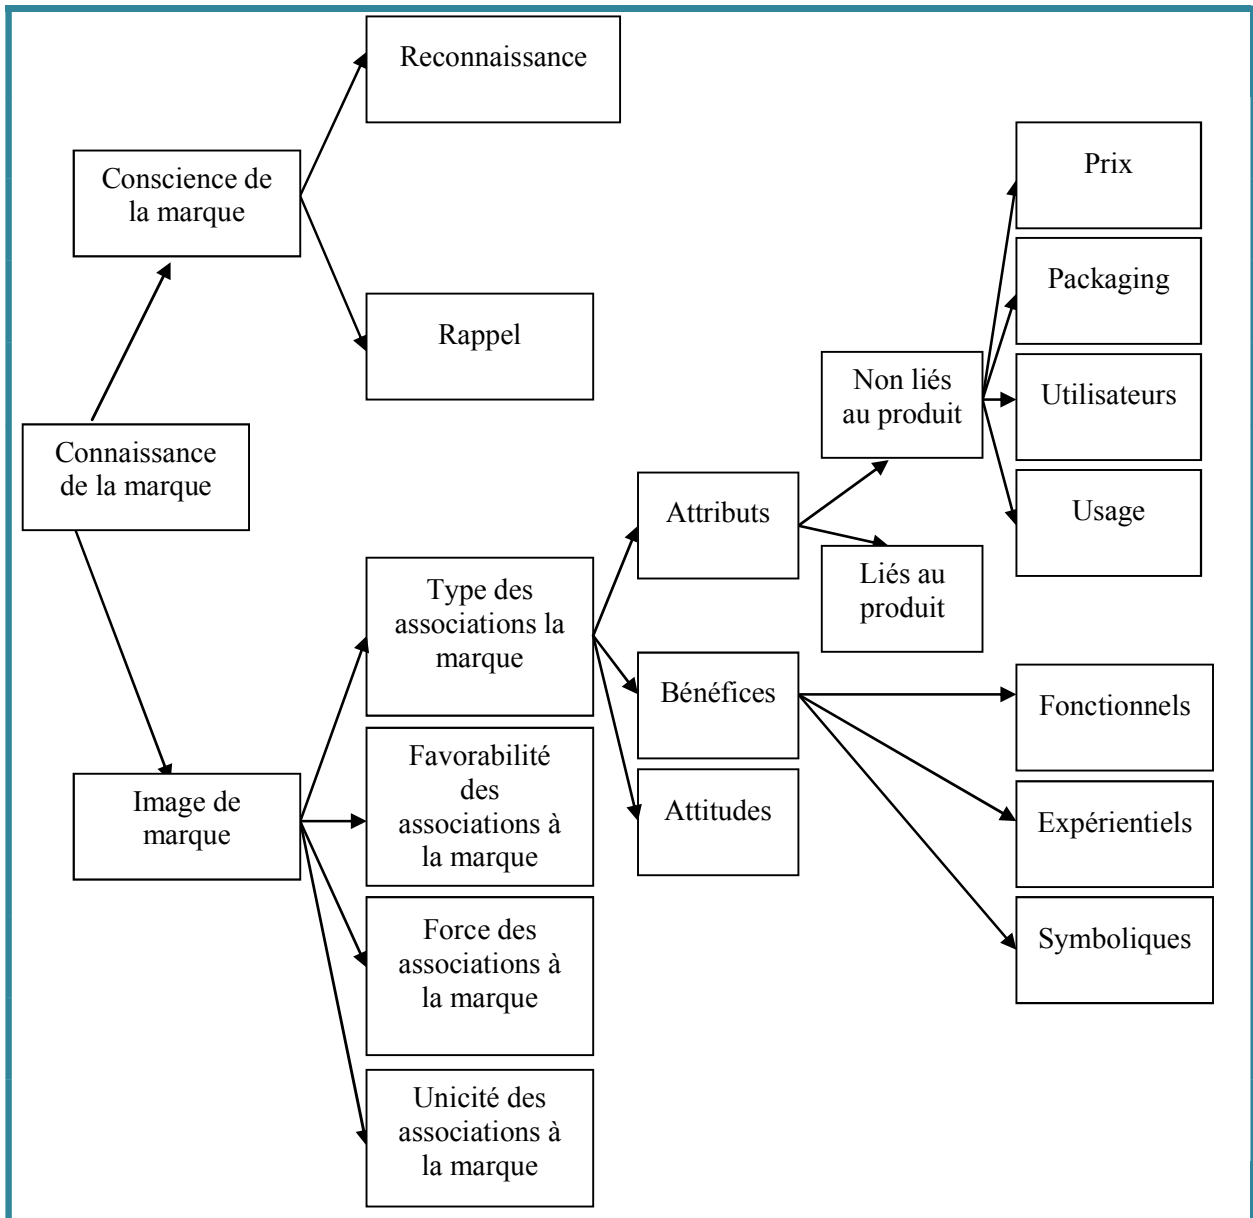 Reconnaissance
Conscience de
la marque
Rappel
Connaissance
de la marque
Prix
Packaging
Non liés
au produit
Utilisateurs
Usage
Attributs
Liés au
produit
Type des
associations la
marque
Bénéfices
Fonctionnels
Image de
marque
Favorabilité
des
associations à
la marque
Attitudes
Expérientiels
Force des
associations à
la marque
Symboliques
Unicité des
associations à
la marque